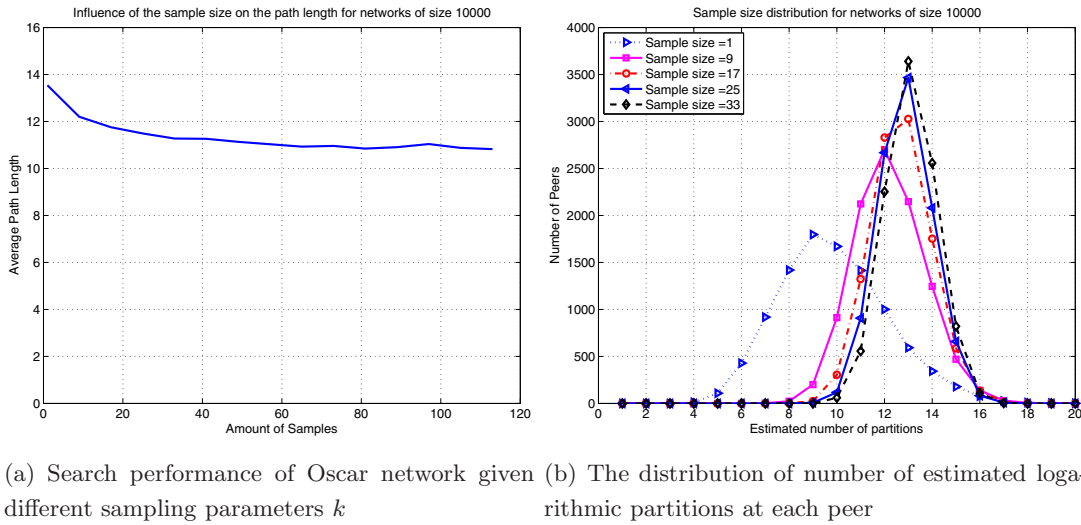 Influence of the sample size on the path length for networks of size 10000
16
14
12
10
8
6
4
2
0
Average Path Length
0 20 40 60 80 100 120
Amount of Samples
Sample size distribution for networks of size 10000
4000
3500
3000
2500
2000
1500
1000
500
0
Number of Peers
Sample size =1
Sample size =9
Sample size =17
Sample size =25
Sample size =33
0 2 4 6 8 10 12 14 16 18 20
Estimated number of partitions
(a) Search performance of Oscar network given
different sampling parameters k
(b) The distribution of number of estimated loga-
rithmic partitions at each peer